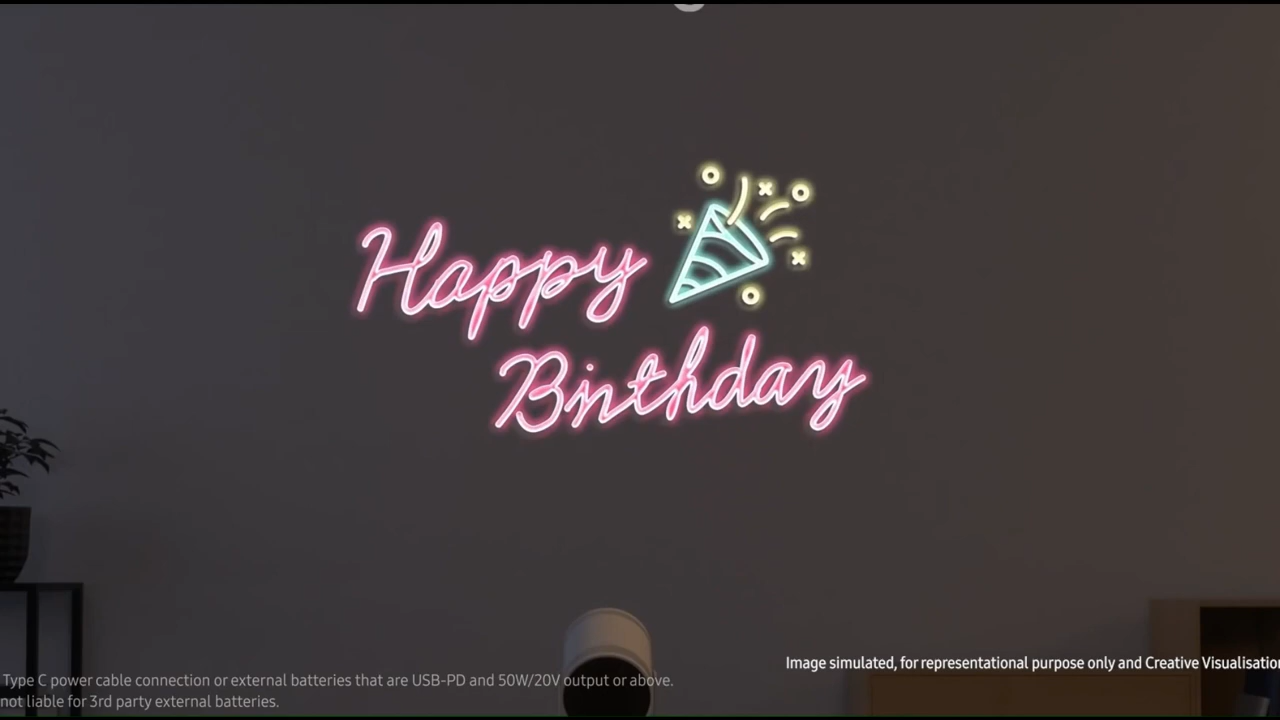 Happy
Birthday
Image simulated, for representational purpose only and Creative Visualisation
Type C power cable connection or external batteries that are USB-PD and 50W/20V output or above.
not liable for 3rd party external batteries.